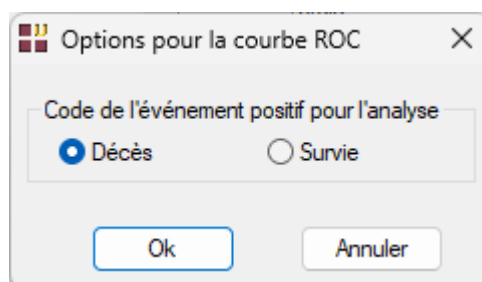 Options pour la courbe ROC
Code de l'événement positif pour l'analyse
Décès Survie
Ok Annuler